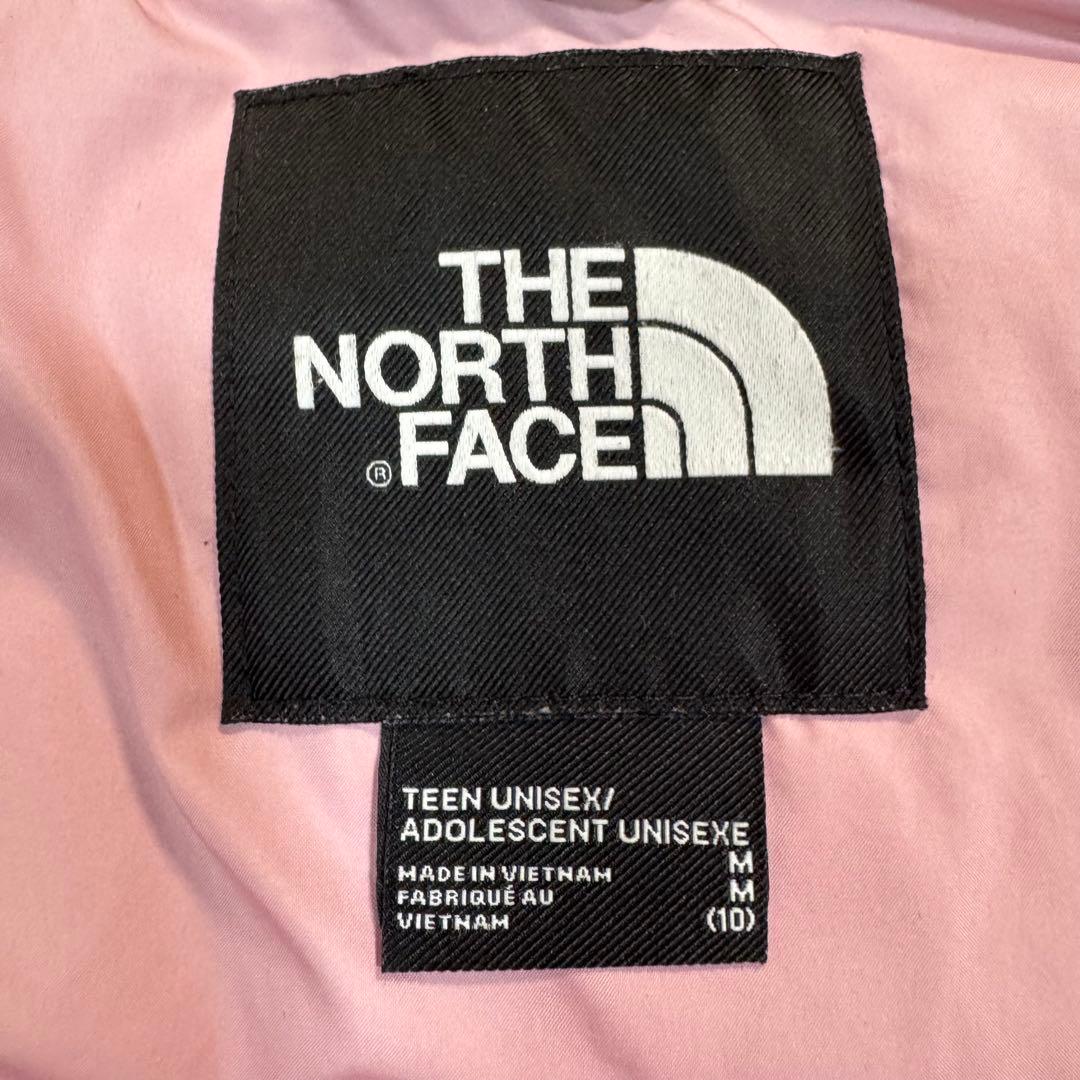 THE
NORTH
FACE
®
TEEN UNISEX/
ADOLESCENT UNISEXE
M
MADE IN VIETNAM
M
FABRIQUÉ AU
VIETNAM
(10)